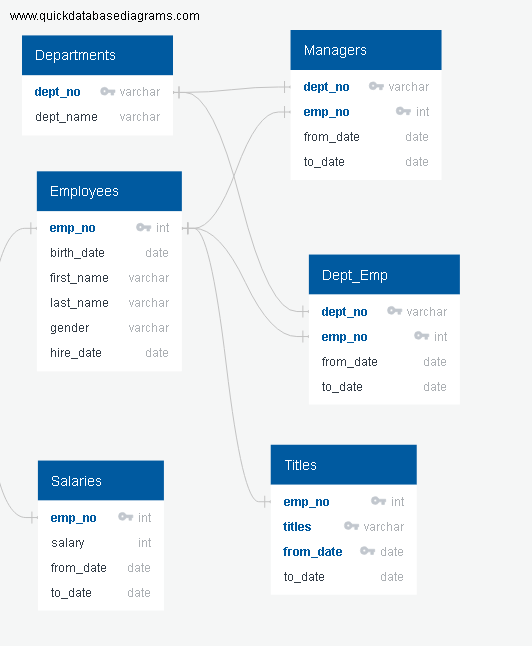 www.quickdatabasediagrams.com
Departments
dept_no varchar
dept_name varchar
Managers
dept_no varchar
emp_no int
from_date date
to_date date
Employees
emp_no int
birth_date date
first_name varchar
last_name varchar
gender varchar
hire_date date
Dept_Emp
dept_no varchar
emp_no int
from_date date
to_date date
Salaries
emp_no int
salary int
from_date date
to_date date
Titles
emp_no int
titles varchar
from_date date
to_date date